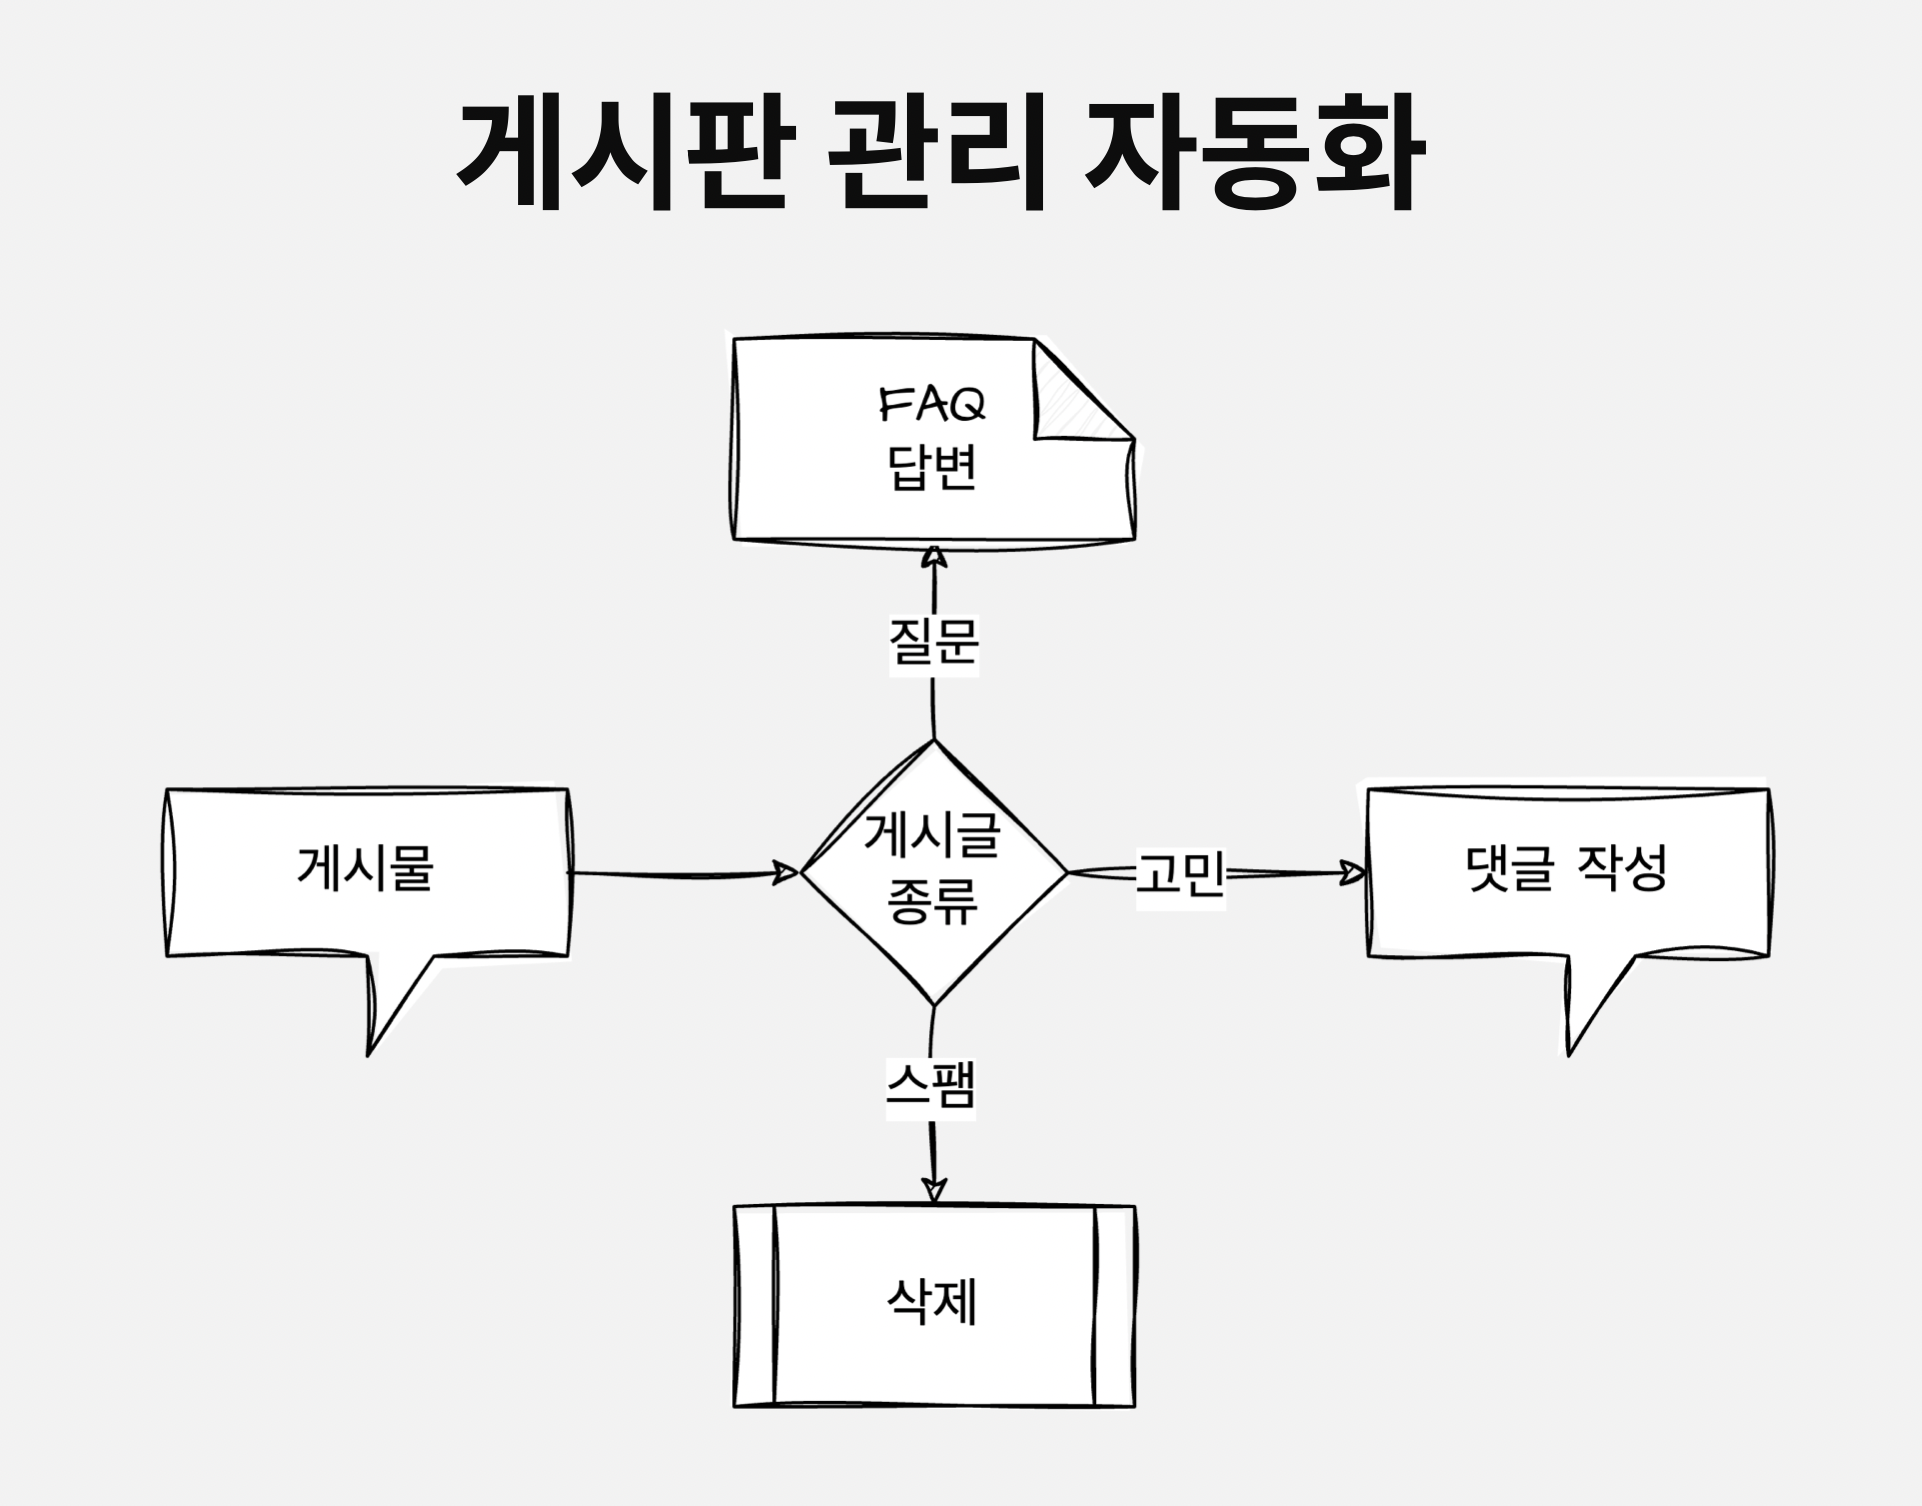 게시판 관리 자동화
FAQ
답변
질문
게시물
게시글
종류
고민
댓글 작성
스팸
삭제